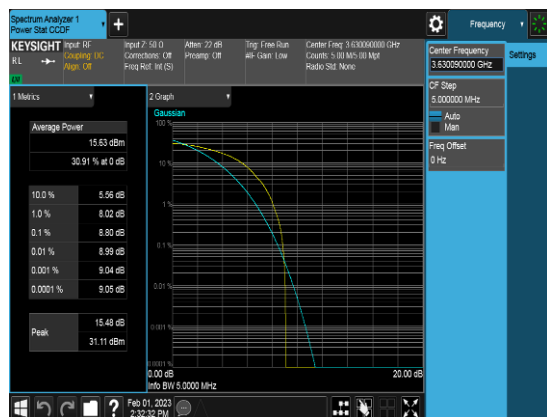 Spectrum Analyzer 1
Power Stat CCDF
+
Frequency
KEYSIGHT
RL
LXI
Input: RF
Coupling: DC
Align: Off
Input Z: 50 Ω
Corrections: Off
Freq Ref: Int (S)
Atten: 22 dB
Preamp: Off
Trig: Free Run
#IF Gain: Low
Center Freq: 3.630090000 GHz
Counts: 5.00 M/5.00 Mpt
Radio Std: None
Center Frequency
3.630090000 GHz
Settings
CF Step
5.000000 MHz
Auto
Man
Freq Offset
0 Hz
1 Metrics
Average Power
15.63 dBm
30.91 % at 0 dB
10.0 % 5.56 dB
1.0 % 8.02 dB
0.1 % 8.80 dB
0.01 % 8.99 dB
0.001 % 9.04 dB
0.0001 % 9.05 dB
Peak
15.48 dB
31.11 dBm
2 Graph
Gaussian
100 %
10 %
1 %
0.1 %
0.01 %
0.001 %
0.0001 %
0.00 dB 20.00 dB
Info BW 5.0000 MHz
?
Feb 01, 2023
2:32:32 PM